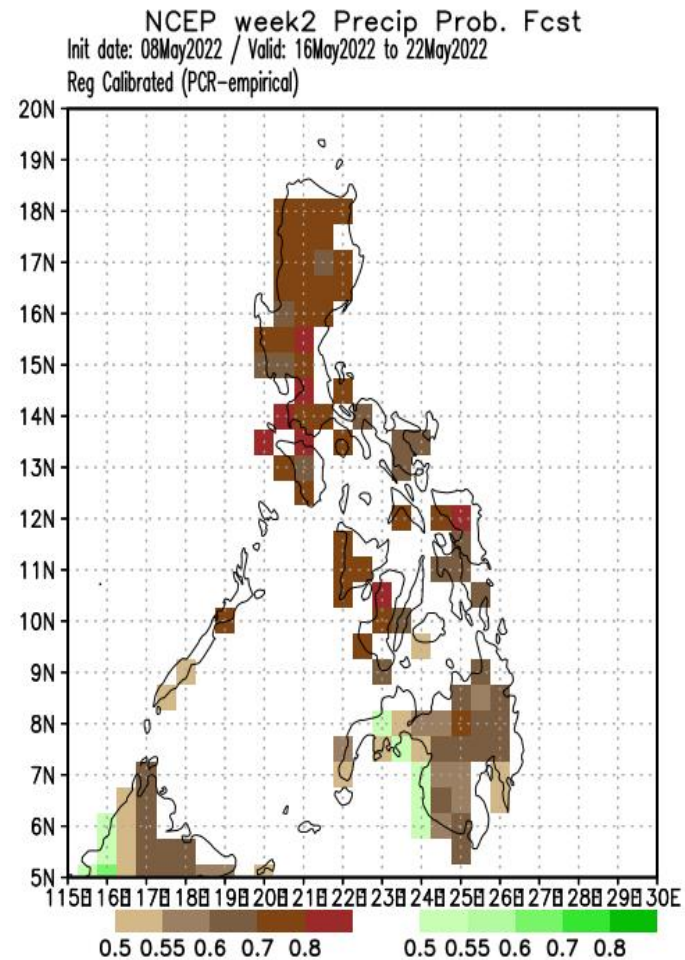 NCEP week2 Precip Prob. Fcst
Init date: 08May2022 / Valid: 16May2022 to 22May2022
Reg Calibrated (PCR-empirical)
20N
19N
18N
17N
16N
15N
14N
13N
12N
11N
10N
9N
8N
7N
6N
5N
115E 116E 117E 118E 119E 120E 121E 122E 123E 124E 125E 126E 127E 128E 129E 130E
0.5 0.55 0.6 0.7 0.8 0.5 0.55 0.6 0.7 0.8